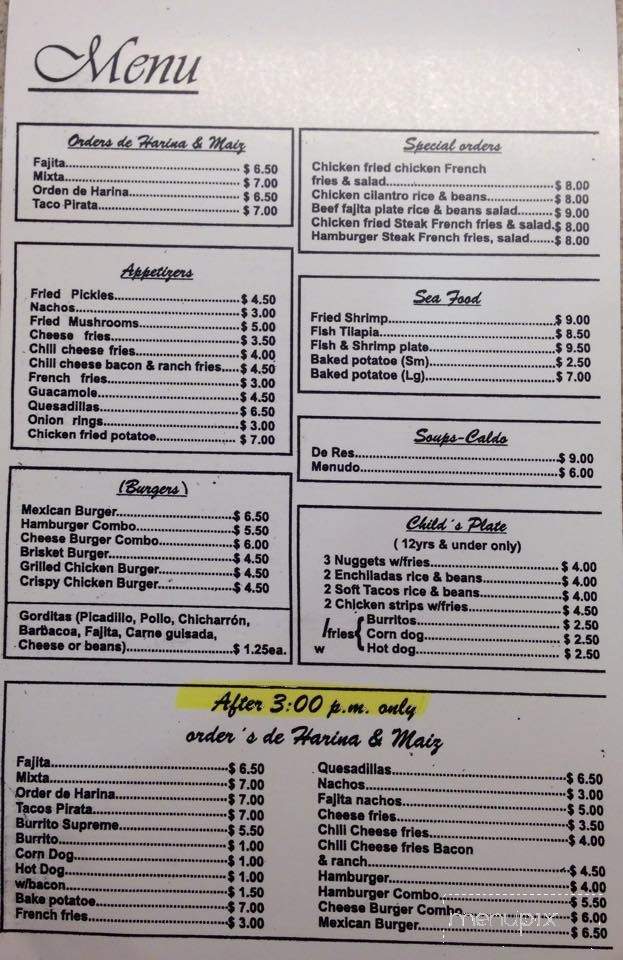 Menu
Orders de Harina & Maiz
Fajita.......... $ 6.50
Mixta.......... $ 7.00
Orden de Harina.......... $ 6.50
Taco Pirata.......... $ 7.00
Appetizers
Fried Pickles..........$ 4.50
Nachos..........$ 3.00
Fried Mushrooms..........$ 5.00
Cheese fries..........$ 3.50
Chili cheese fries..........$ 4.00
Chili cheese bacon & ranch fries.....$ 4.50
French fries..........$ 3.00
Guacamole..........$ 4.50
Quesadillas..........$ 6.50
Onion rings..........$ 3.00
Chicken fried potatoe.......... $ 7.00
(Burgers)
Mexican Burger..........$ 6.50
Hamburger Combo..........$ 5.50
Cheese Burger Combo..........$ 6.00
Brisket Burger..........$ 4.50
Grilled Chicken Burger..........$ 4.50
Crispy Chicken Burger..........$ 4.50
Gorditas (Picadillo, Pollo, Chicharrón,
Barbacoa, Fajita, Carne guisada,
Cheese or beans)..........$ 1.25ea.
Special orders
Chicken fried chicken French
fries & salad..........$ 8.00
Chicken cilantro rice & beans..........$ 8.00
Beef fajita plate rice & beans salad........$ 9.00
Chicken fried Steak French fries & salad.$ 8.00
Hamburger Steak French fries, salad.......$ 8.00
Sea Food
Fried Shrimp..........$ 9.00
Fish Tilapia..........$ 8.50
Fish & Shrimp plate..........$ 9.50
Baked potatoe (Sm)..........$ 2.50
Baked potatoe (Lg)..........$ 7.00
Soups-Caldo
De Res..........$ 9.00
Menudo..........$ 6.00
Child´s Plate
( 12yrs & under only)
3 Nuggets w/fries.......... $ 4.00
2 Enchiladas rice & beans..........$ 4.00
2 Soft Tacos rice & beans..........$ 4.00
2 Chicken strips w/fries.......... $ 4.50
Burritos.......... $ 2.50
w/fries{ Corn dog.......... $ 2.50
Hot dog.......... $ 2.50
After 3:00 p.m. only
order´s de Harina & Maiz
Fajita..........$ 6.50
Mixta..........$ 7.00
Order de Harina..........$ 7.00
Tacos Pirata..........$ 7.00
Burrito Supreme..........$ 5.50
Burrito..........$ 1.00
Corn Dog..........$ 1.00
Hot Dog..........$ 1.00
w/bacon..........$ 1.50
Bake potatoe..........$ 7.00
French fries..........$ 3.00
Quesadillas..........$ 6.50
Nachos..........$ 3.00
Fajita nachos..........$ 5.00
Cheese fries..........$ 3.50
Chili Cheese fries..........$ 4.00
Chili Cheese fries Bacon
& ranch..........$ 4.50
Hamburger..........$ 4.00
Hamburger Combo..........$ 5.50
Cheese Burger Combo..........$ 6.00
Mexican Burger..........$ 6.50
menupix